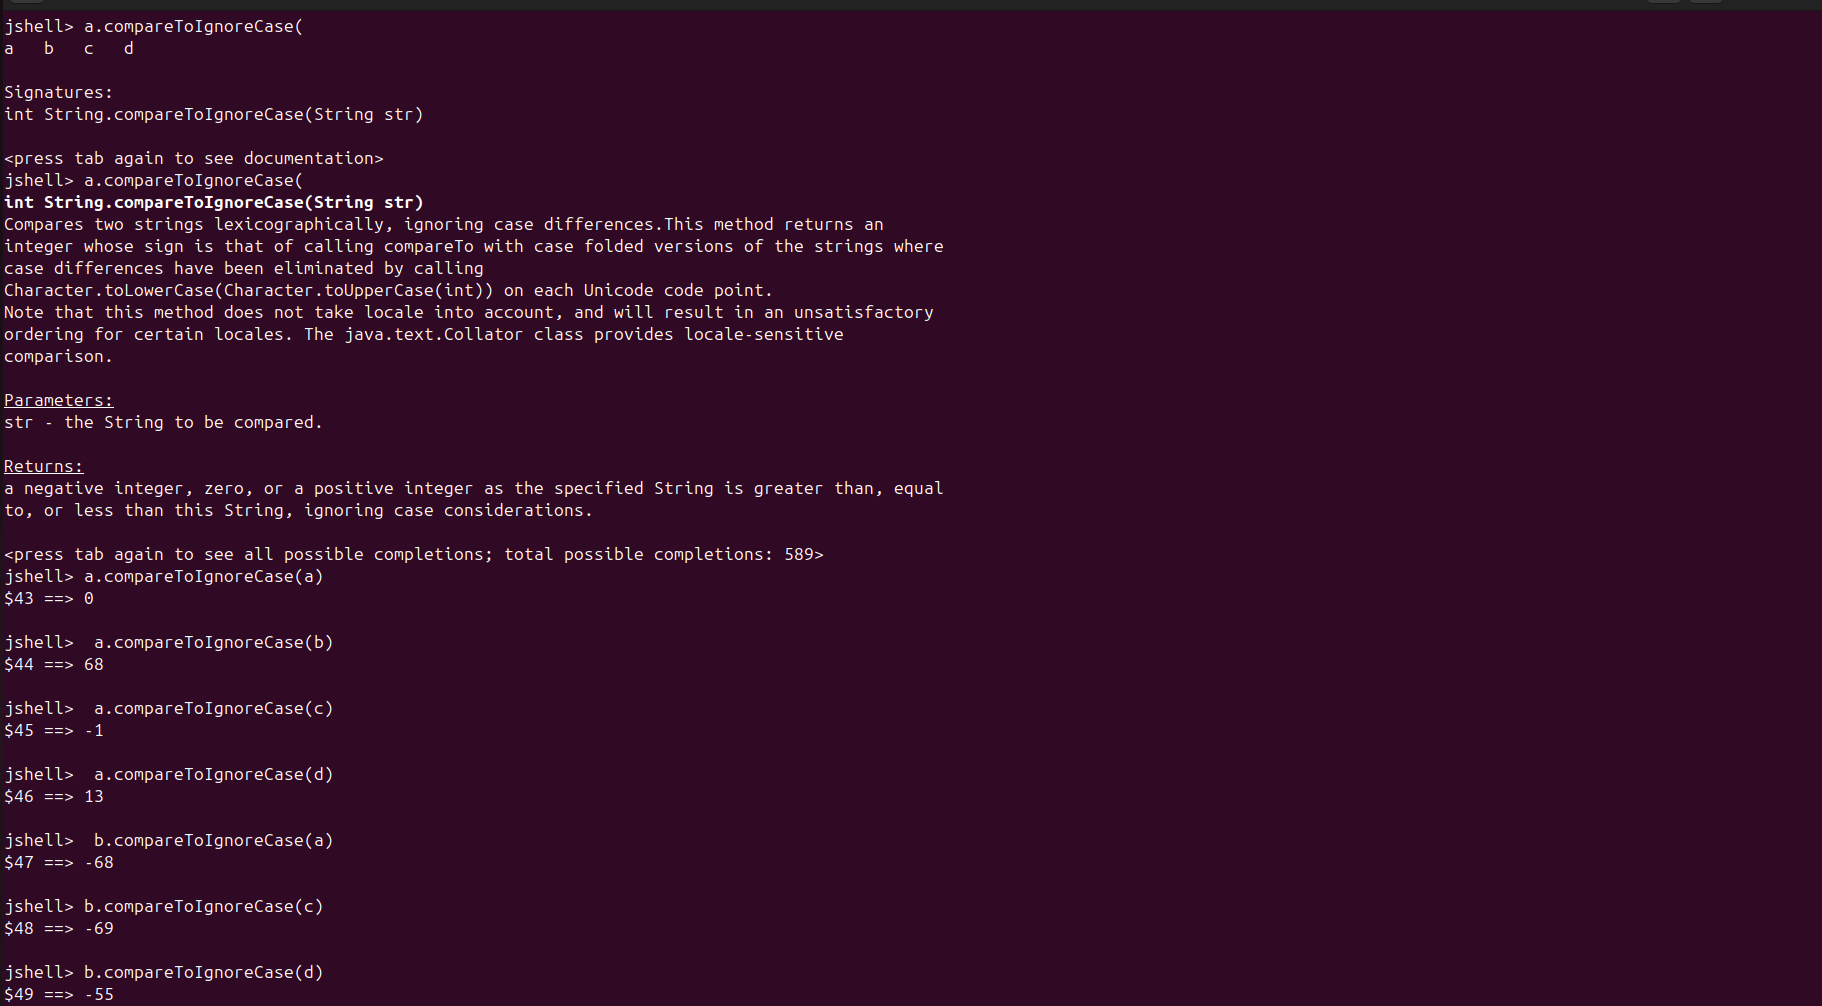 jshell> a.compareToIgnoreCase(
a   b   c   d
Signatures:
int String.compareToIgnoreCase(String str)
<press tab again to see documentation>
jshell> a.compareToIgnoreCase(
int String.compareToIgnoreCase(String str)
Compares two strings lexicographically, ignoring case differences.This method returns an
integer whose sign is that of calling compareTo with case folded versions of the strings where
case differences have been eliminated by calling
Character.toLowerCase(Character.toUpperCase(int)) on each Unicode code point.
Note that this method does not take locale into account, and will result in an unsatisfactory
ordering for certain locales. The java.text.Collator class provides locale-sensitive
comparison.
Parameters:
str - the String to be compared.
Returns:
a negative integer, zero, or a positive integer as the specified String is greater than, equal
to, or less than this String, ignoring case considerations.
<press tab again to see all possible completions; total possible completions: 589>
jshell> a.compareToIgnoreCase(a)
$43 ==> 0
jshell>  a.compareToIgnoreCase(b)
$44 ==> 68
jshell>  a.compareToIgnoreCase(c)
$45 ==> -1
jshell>  a.compareToIgnoreCase(d)
$46 ==> 13
jshell>  b.compareToIgnoreCase(a)
$47 ==> -68
jshell> b.compareToIgnoreCase(c)
$48 ==> -69
jshell> b.compareToIgnoreCase(d)
$49 ==> -55